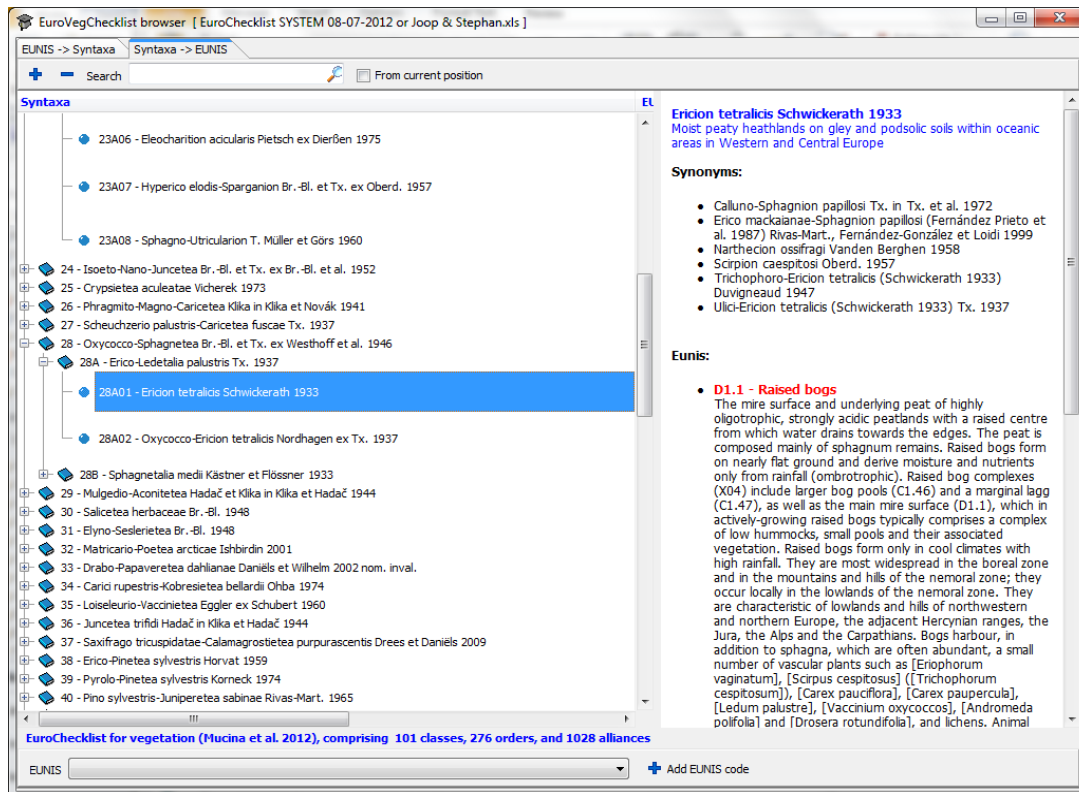 EuroVegChecklist browser [ EuroChecklist SYSTEM 08-07-2012 or Joop & Stephan.xls ]
EUNIS -> Syntaxa
Syntaxa -> EUNIS
Search
From current position
Syntaxa
EU
23A06 - Eleocharition acicularis Pietsch ex Dierßen 1975
23A07 - Hyperico elodis-Sparganion Br.-Bl. et Tx. ex Oberd. 1957
23A08 - Sphagno-Utricularion T. Müller et Görs 1960
24 - Isoeto-Nano-Juncetea Br.-Bl. et Tx. ex Br.-Bl. et al. 1952
25 - Crypsietea aculeatae Vicherek 1973
26 - Phragmito-Magno-Caricetea Klika in Klika et Novák 1941
27 - Scheuchzerio palustris-Caricetea fuscae Tx. 1937
28 - Oxycocco-Sphagnetea Br.-Bl. et Tx. ex Westhoff et al. 1946
28A - Erico-Ledetalia palustris Tx. 1937
28A01 - Ericion tetralicis Schwickerath 1933
28A02 - Oxycocco-Ericion tetralicis Nordhagen ex Tx. 1937
28B - Sphagnetalia medii Kästner et Flössner 1933
29 - Mulgedio-Aconitetea Hadač et Klika in Klika et Hadač 1944
30 - Salicetea herbaceae Br.-Bl. 1948
31 - Elyno-Seslerietea Br.-Bl. 1948
32 - Matricario-Poetea arcticae Ishbirdin 2001
33 - Drabo-Papaveretea dahlianae Daniëls et Wilhelm 2002 nom. inval.
34 - Carici rupestris-Kobresietea bellardii Ohba 1974
35 - Loiseleurio-Vaccinietea Eggler ex Schubert 1960
36 - Juncetea trifidi Hadač in Klika et Hadač 1944
37 - Saxifrago tricuspidatae-Calamagrostietea purpurascentis Drees et Daniëls 2009
38 - Erico-Pinetea sylvestris Horvat 1959
39 - Pyrolo-Pinetea sylvestris Korneck 1974
40 - Pino sylvestris-Juniperetea sabinae Rivas-Mart. 1965
Ericion tetralicis Schwickerath 1933
Moist peaty heathlands on gley and podsolic soils within oceanic
areas in Western and Central Europe
Synonyms:
Calluno-Sphagnion papillosi Tx. in Tx. et al. 1972
Erico mackaianae-Sphagnion papillosi (Fernández Prieto et
al. 1987) Rivas-Mart., Fernández-González et Loidi 1999
Narthecion ossifragi Vanden Berghen 1958
Scirpion caespitosi Oberd. 1957
Trichophoro-Ericion tetralicis (Schwickerath 1933)
Duvigneaud 1947
Ulici-Ericion tetralicis (Schwickerath 1933) Tx. 1937
Eunis:
D1.1 - Raised bogs
The mire surface and underlying peat of highly
oligotrophic, strongly acidic peatlands with a raised centre
from which water drains towards the edges. The peat is
composed mainly of sphagnum remains. Raised bogs form
on nearly flat ground and derive moisture and nutrients
only from rainfall (ombrotrophic). Raised bog complexes
(X04) include larger bog pools (C1.46) and a marginal lagg
(C1.47), as well as the main mire surface (D1.1), which in
actively-growing raised bogs typically comprises a complex
of low hummocks, small pools and their associated
vegetation. Raised bogs form only in cool climates with
high rainfall. They are most widespread in the boreal zone
and in the mountains and hills of the nemoral zone; they
occur locally in the lowlands of the nemoral zone. They
are characteristic of lowlands and hills of northwestern
and northern Europe, the adjacent Hercynian ranges, the
Jura, the Alps and the Carpathians. Bogs harbour, in
addition to sphagna, which are often abundant, a small
number of vascular plants such as [Eriophorum
vaginatum], [Scirpus cespitosus] ([Trichophorum
cespitosum]), [Carex pauciflora], [Carex paupercula],
[Ledum palustre], [Vaccinium oxycoccos], [Andromeda
polifolia] and [Drosera rotundifolia], and lichens. Animal
EuroChecklist for vegetation (Mucina et al. 2012), comprising 101 classes, 276 orders, and 1028 alliances
EUNIS
Add EUNIS code